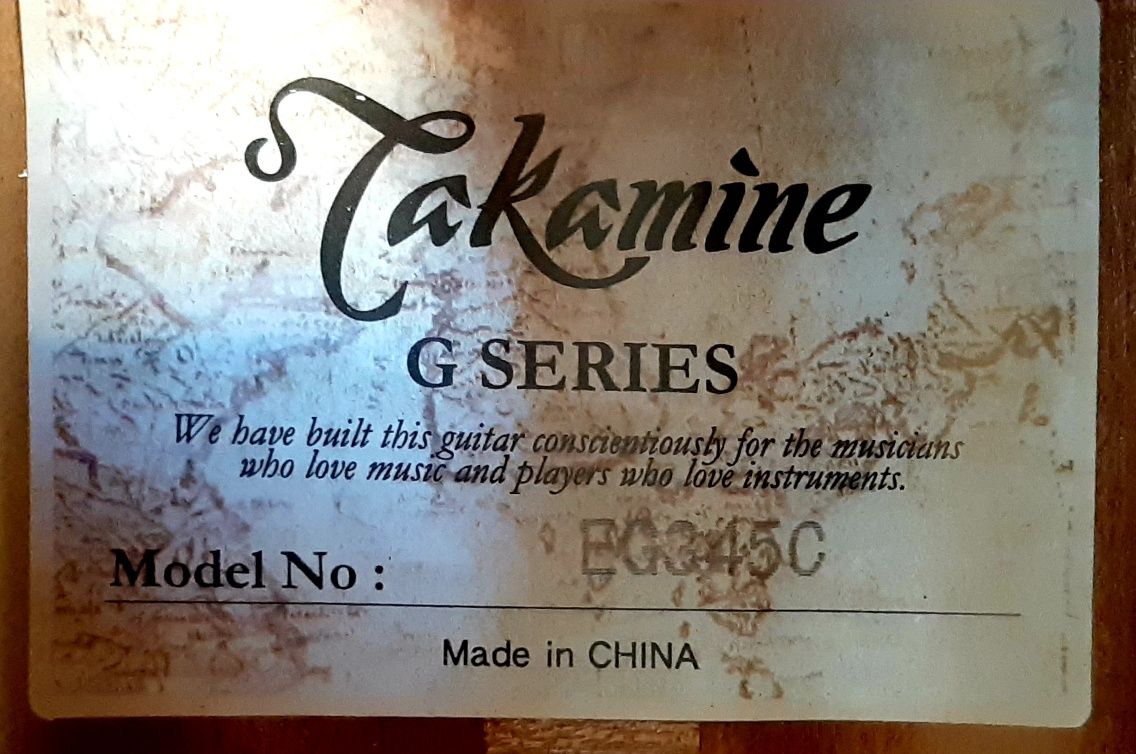 Takamine
G SERIES
We have built this guitar conscientiously for the musicians
who love music and players who love instruments.
Model No : EG345C
Made in CHINA